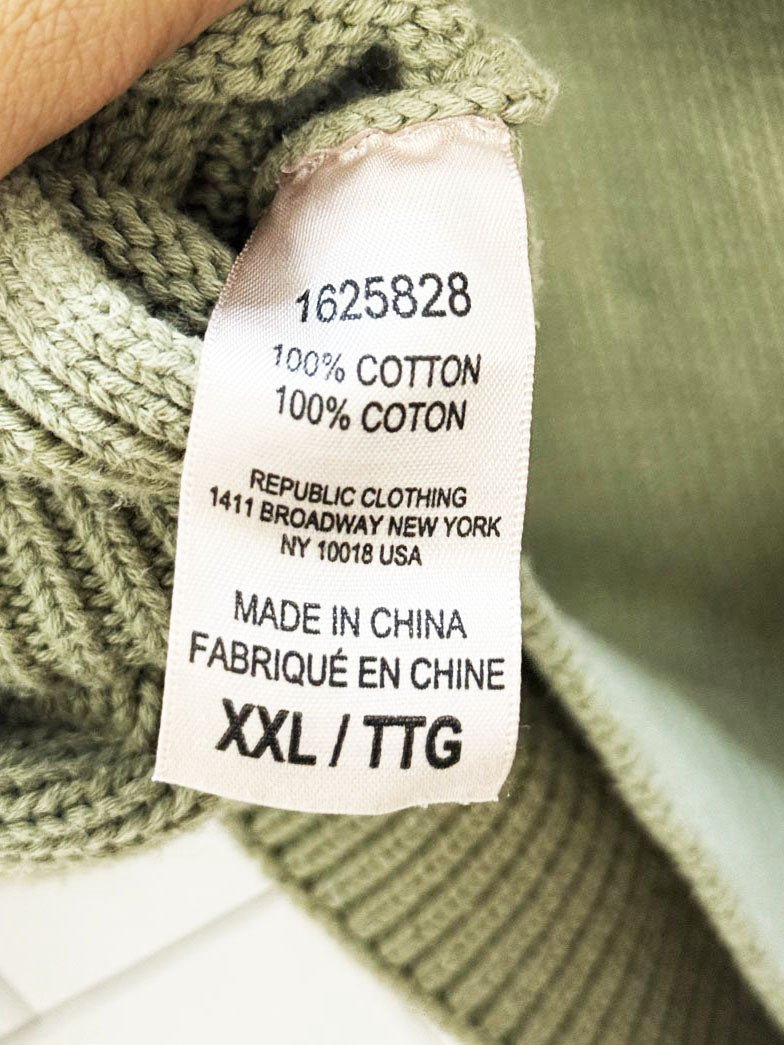 1625828
100% COTTON
100% COTON
REPUBLIC CLOTHING
1411 BROADWAY NEW YORK
NY 10018 USA
MADE IN CHINA
FABRIQUÉ EN CHINE
XXL / TTG